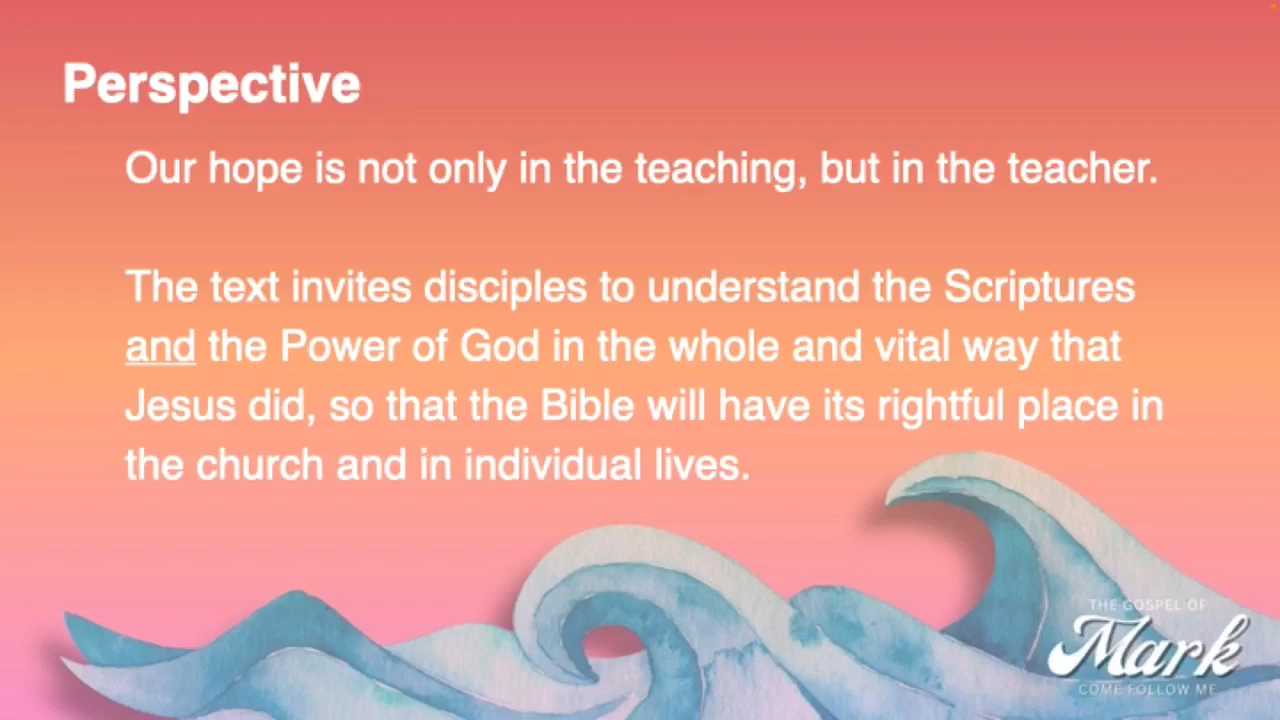 Perspective
Our hope is not only in the teaching, but in the teacher.
The text invites disciples to understand the Scriptures
and the Power of God in the whole and vital way that
Jesus did, so that the Bible will have its rightful place in
the church and in individual lives.
THE GOSPEL OF
Mark
COME FOLLOW ME